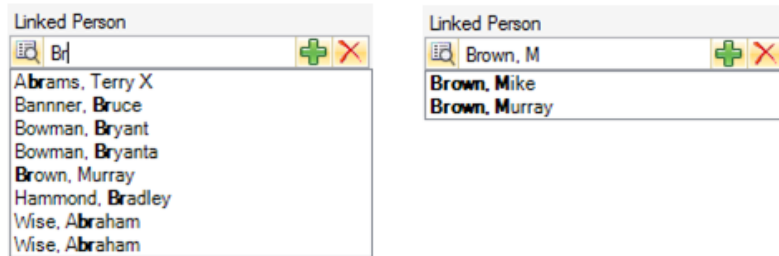 Linked Person
Br
Abrams, Terry X
Bannner, Bruce
Bowman, Bryant
Bowman, Bryanta
Brown, Murray
Hammond, Bradley
Wise, Abraham
Wise, Abraham
Linked Person
Brown, M
Brown, Mike
Brown, Murray